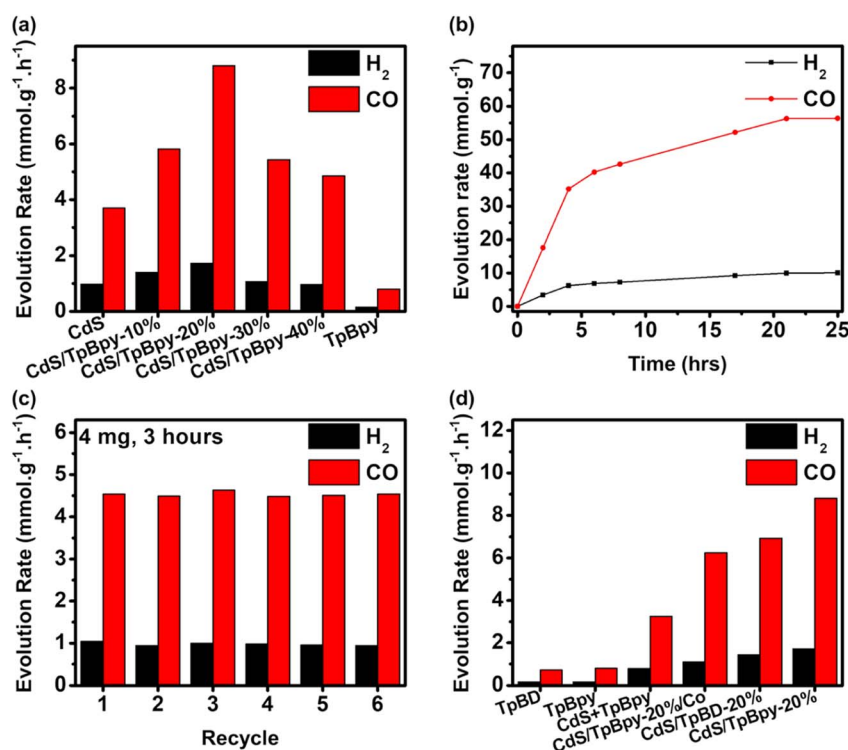 (a)
H2
CO
Evolution Rate (mmol.g-1.h-1)
8
6
4
2
0
CdS
CdS/TpBpy-10%
CdS/TpBpy-20%
CdS/TpBpy-30%
CdS/TpBpy-40%
TpBpy
(b)
H2
CO
Evolution rate (mmol.g-1)
70
60
50
40
30
20
10
0
0 5 10 15 20 25
Time (hrs)
(c)
4 mg, 3 hours
H2
CO
Evolution Rate (mmol.g-1.h-1)
6
5
4
3
2
1
0
1 2 3 4 5 6
Recycle
(d)
H2
CO
Evolution Rate (mmol.g-1.h-1)
12
10
8
6
4
2
0
TpBD
TpBpy
CdS+TpBpy
CdS/TpBpy-20%/Co
CdS/TpBD-20%
CdS/TpBpy-20%